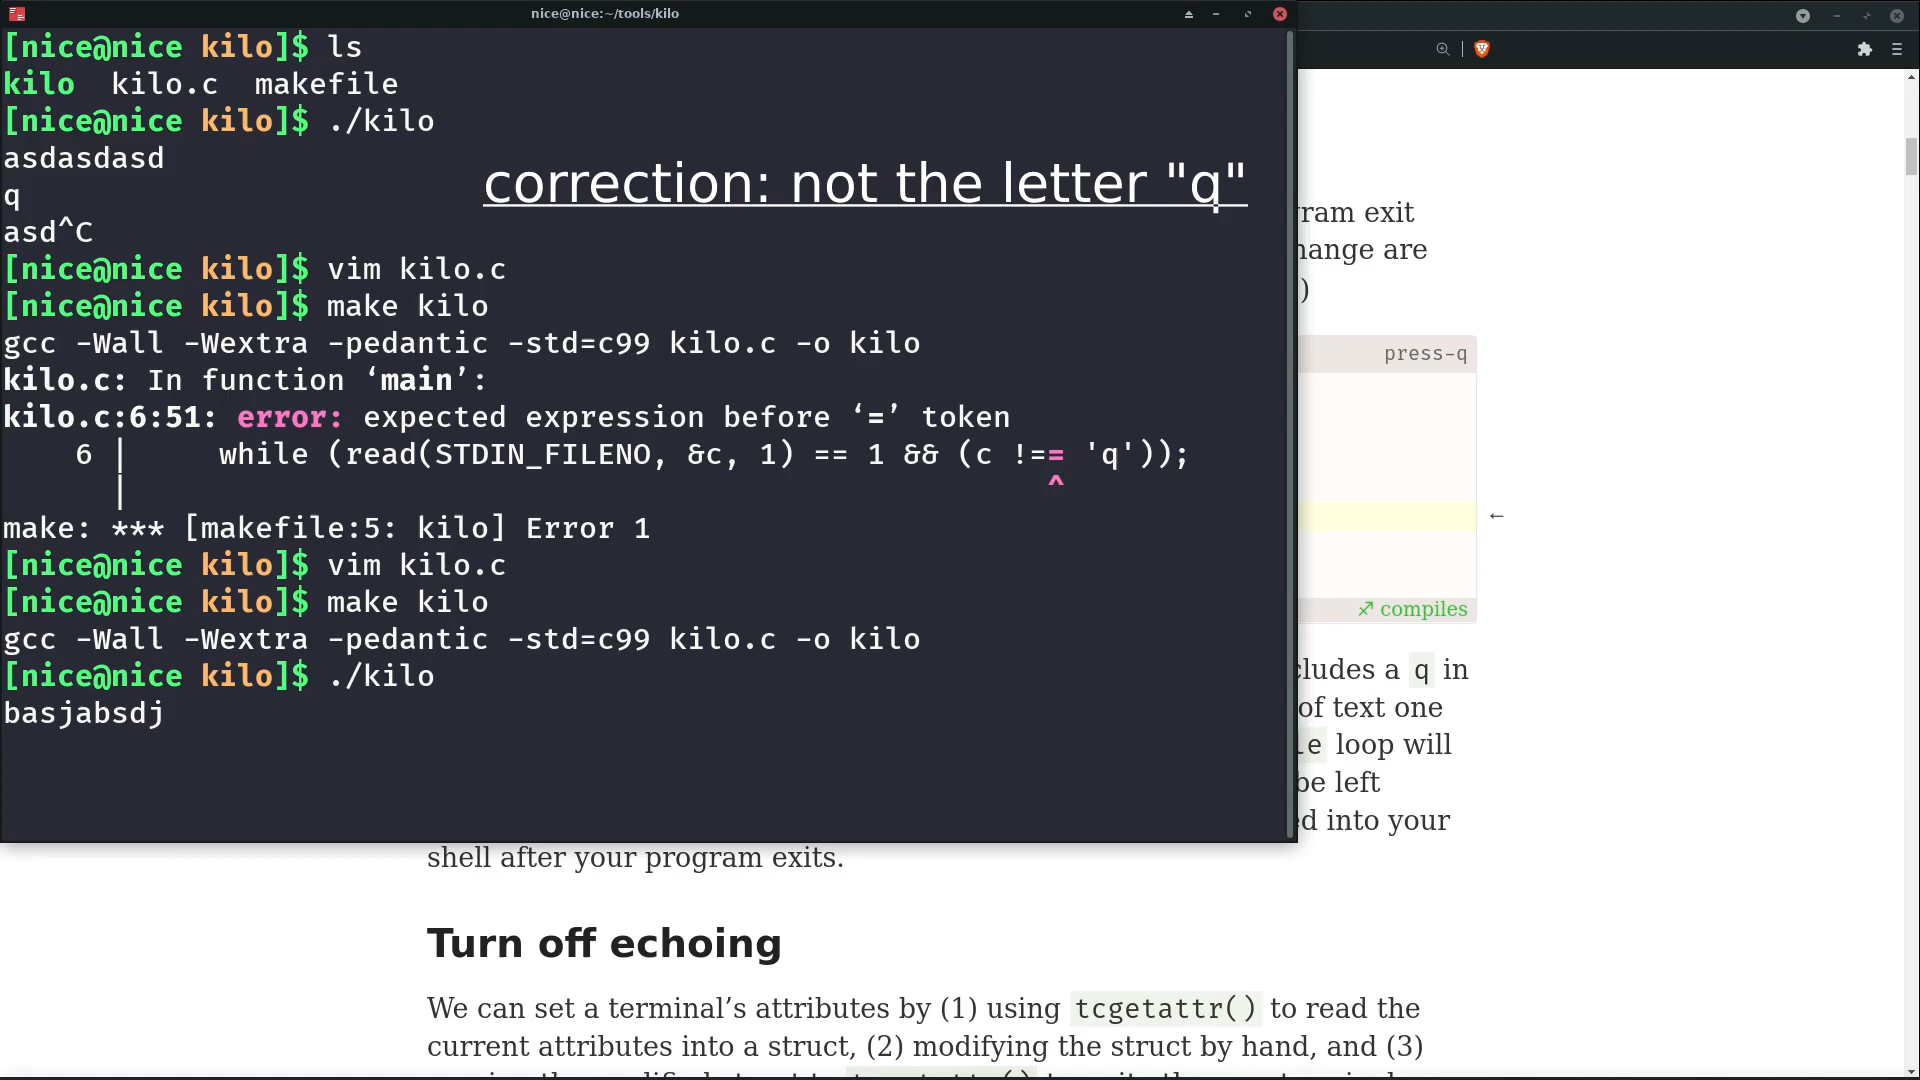 nice@nice:~/tools/kilo
[nice@nice kilo]$ ls
kilo  kilo.c  makefile
[nice@nice kilo]$ ./kilo
asdasdasd
correction: not the letter "q"
q
asd^C
[nice@nice kilo]$ vim kilo.c
[nice@nice kilo]$ make kilo
gcc -Wall -Wextra -pedantic -std=c99 kilo.c -o kilo
kilo.c: In function ‘main’:
kilo.c:6:51: error: expected expression before ‘=’ token
6 |     while (read(STDIN_FILENO, &c, 1) == 1 && (c !== 'q'));
| ^
make: *** [makefile:5: kilo] Error 1
[nice@nice kilo]$ vim kilo.c
[nice@nice kilo]$ make kilo
gcc -Wall -Wextra -pedantic -std=c99 kilo.c -o kilo
[nice@nice kilo]$ ./kilo
basjabsdj
exit
are
)
press-q
←
♐ compiles
a q in
of text one
loop will
be left
into your
shell after your program exits.
Turn off echoing
We can set a terminal’s attributes by (1) using tcgetattr() to read the
current attributes into a struct, (2) modifying the struct by hand, and (3)